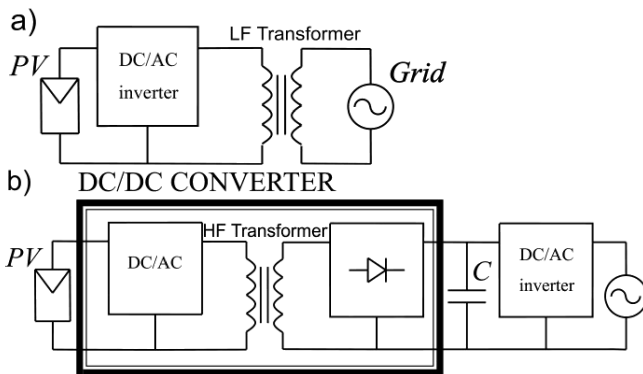 a)
LF Transformer
PV
DC/AC
inverter
Grid
b)
DC/DC CONVERTER
HF Transformer
PV
DC/AC
C
DC/AC
inverter